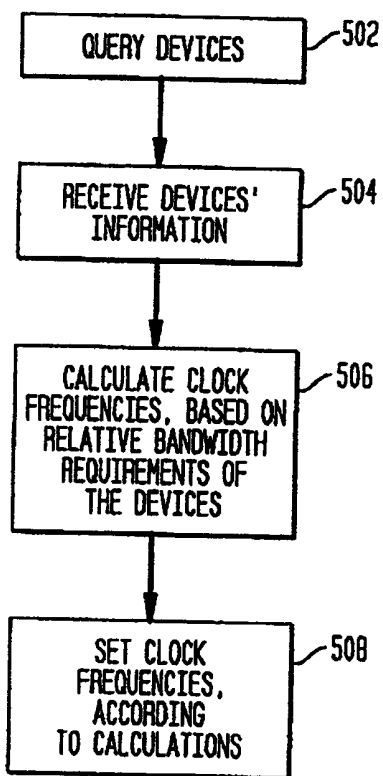 QUERY DEVICES
502
RECEIVE DEVICES'
INFORMATION
504
CALCULATE CLOCK
FREQUENCIES, BASED ON
RELATIVE BANDWIDTH
REQUIREMENTS OF
THE DEVICES
506
SET CLOCK
FREQUENCIES,
ACCORDING
TO CALCULATIONS
508